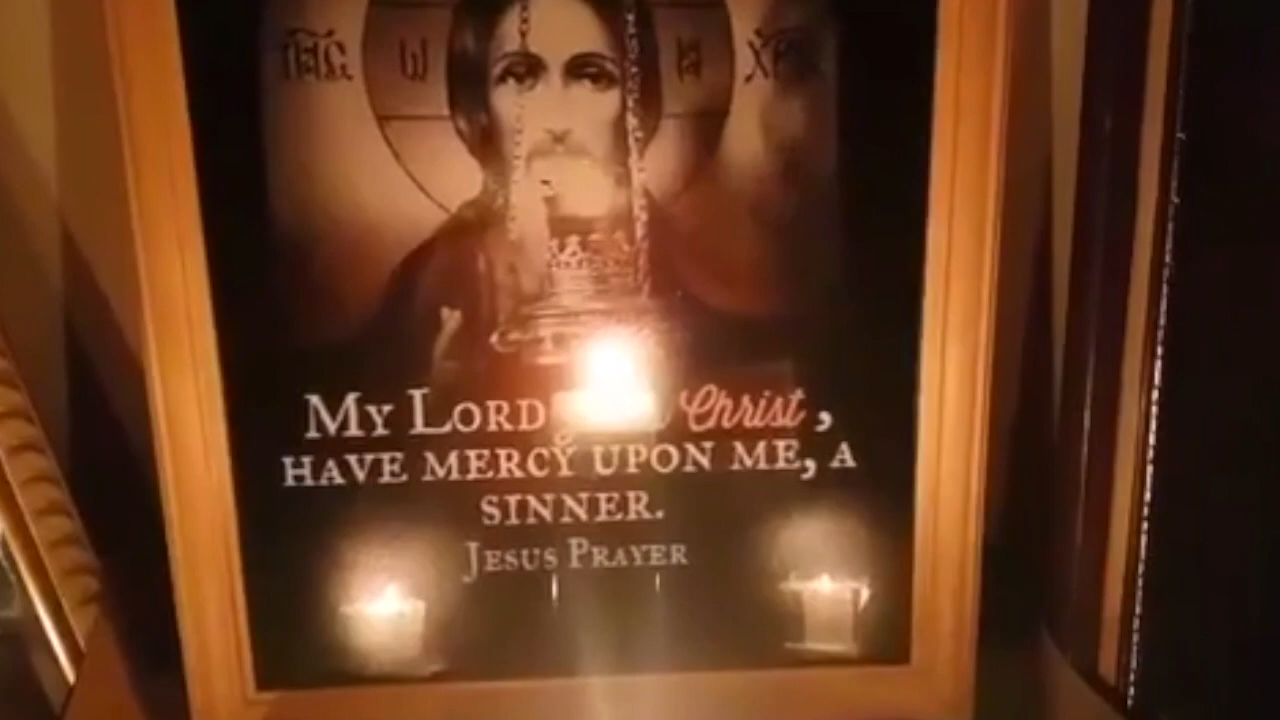 ω
My Lord Christ,
have mercy upon me, a
sinner.
Jesus Prayer